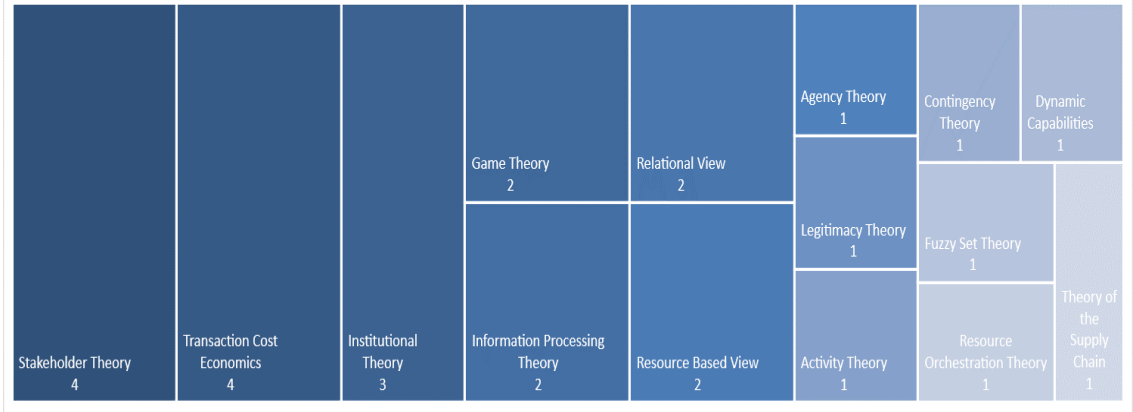 Stakeholder Theory
4
Transaction Cost
Economics
4
Institutional
Theory
3
Game Theory
2
Information Processing
Theory
2
Relational View
2
Resource Based View
2
Agency Theory
1
Legitimacy Theory
1
Activity Theory
1
Contingency
Theory
1
Dynamic
Capabilities
1
Fuzzy Set Theory
1
Resource
Orchestration Theory
1
Theory of
the
Supply
Chain
1